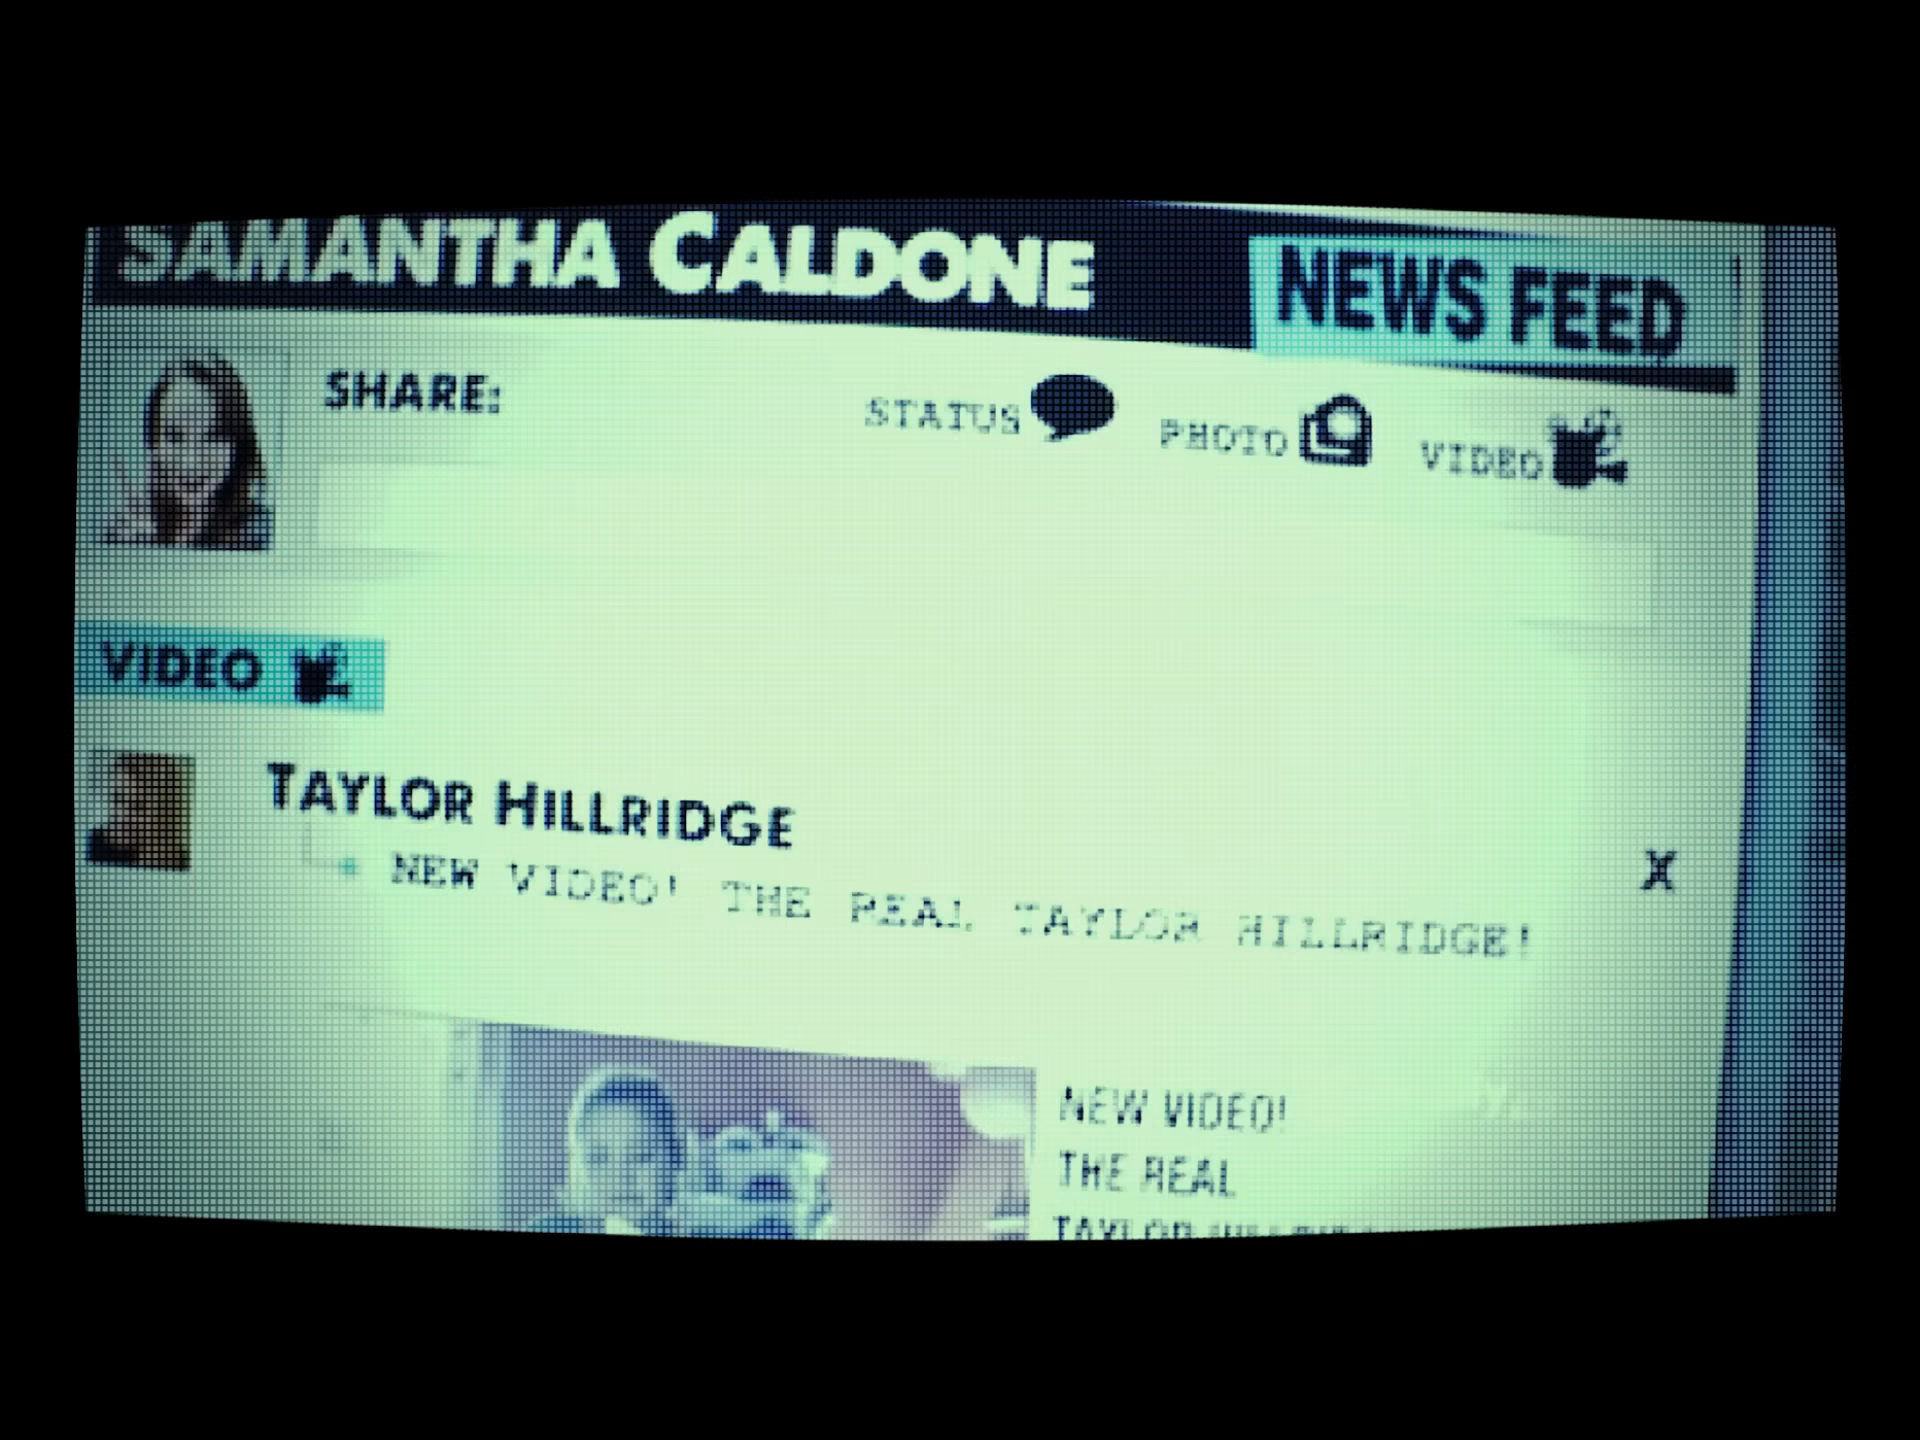 SAMANTHA CALDONE
NEWS FEED
SHARE:
STATUS
PHOTO
VIDEO
VIDEO
TAYLOR HILLRIDGE
X
NEW VIDEO! THE REAL TAYLOR HILLRIDGE!
NEW VIDEO!
THE REAL
TAYLOR